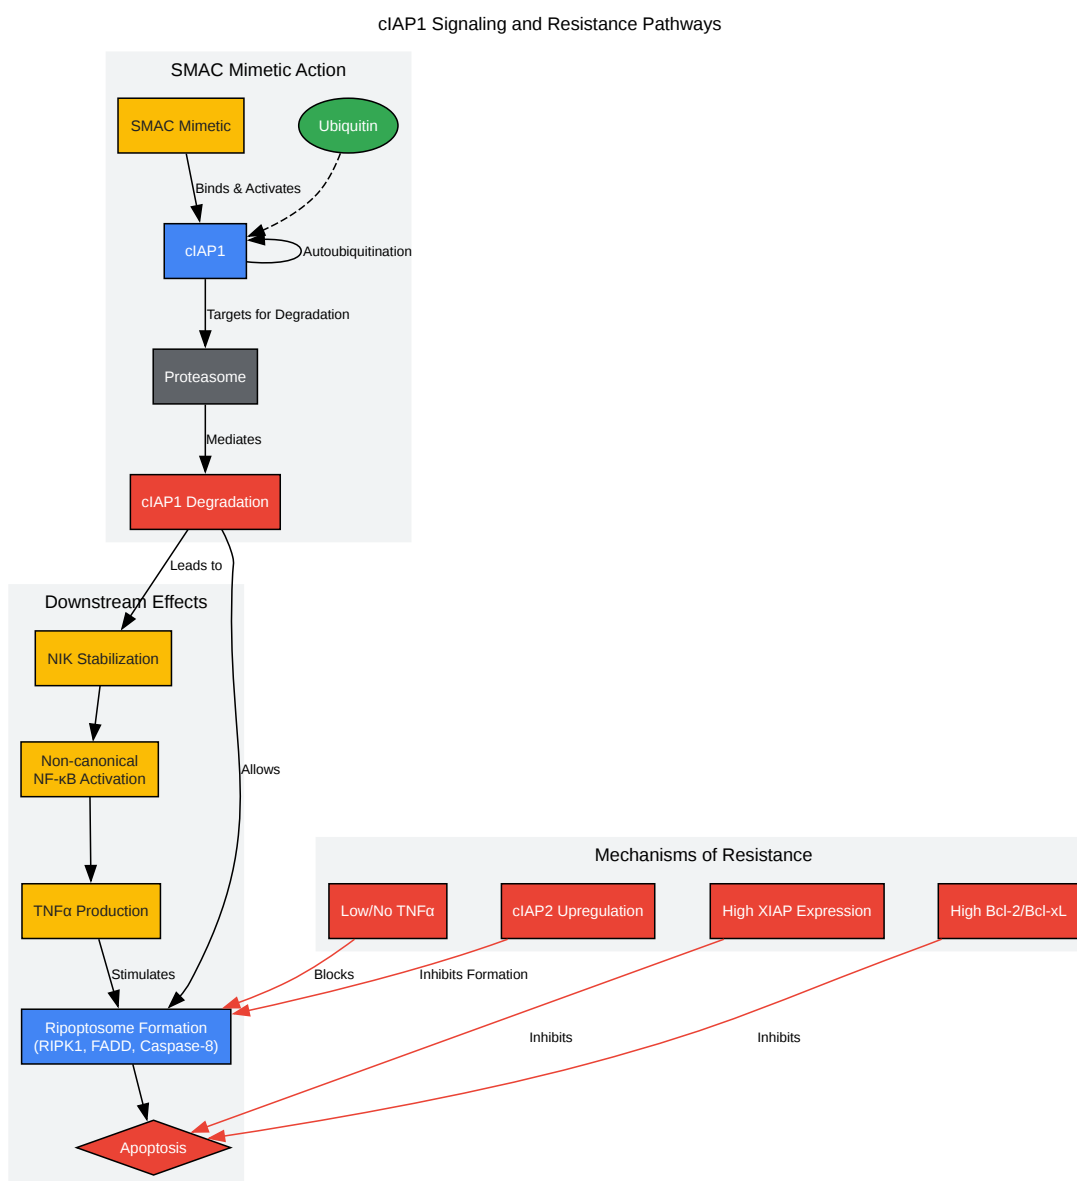 cIAP1 Signaling and Resistance Pathways
SMAC Mimetic Action
SMAC Mimetic
Ubiquitin
Binds & Activates
cIAP1
Autoubiquitination
Targets for Degradation
Proteasome
Mediates
cIAP1 Degradation
Leads to
Downstream Effects
NIK Stabilization
Non-canonical
NF-κB Activation
Allows
TNFα Production
Stimulates
Mechanisms of Resistance
Low/No TNFα
cIAP2 Upregulation
High XIAP Expression
High Bcl-2/Bcl-xL
Blocks
Inhibits Formation
Inhibits
Inhibits
Ripoptosome Formation
(RIPK1, FADD, Caspase-8)
Apoptosis